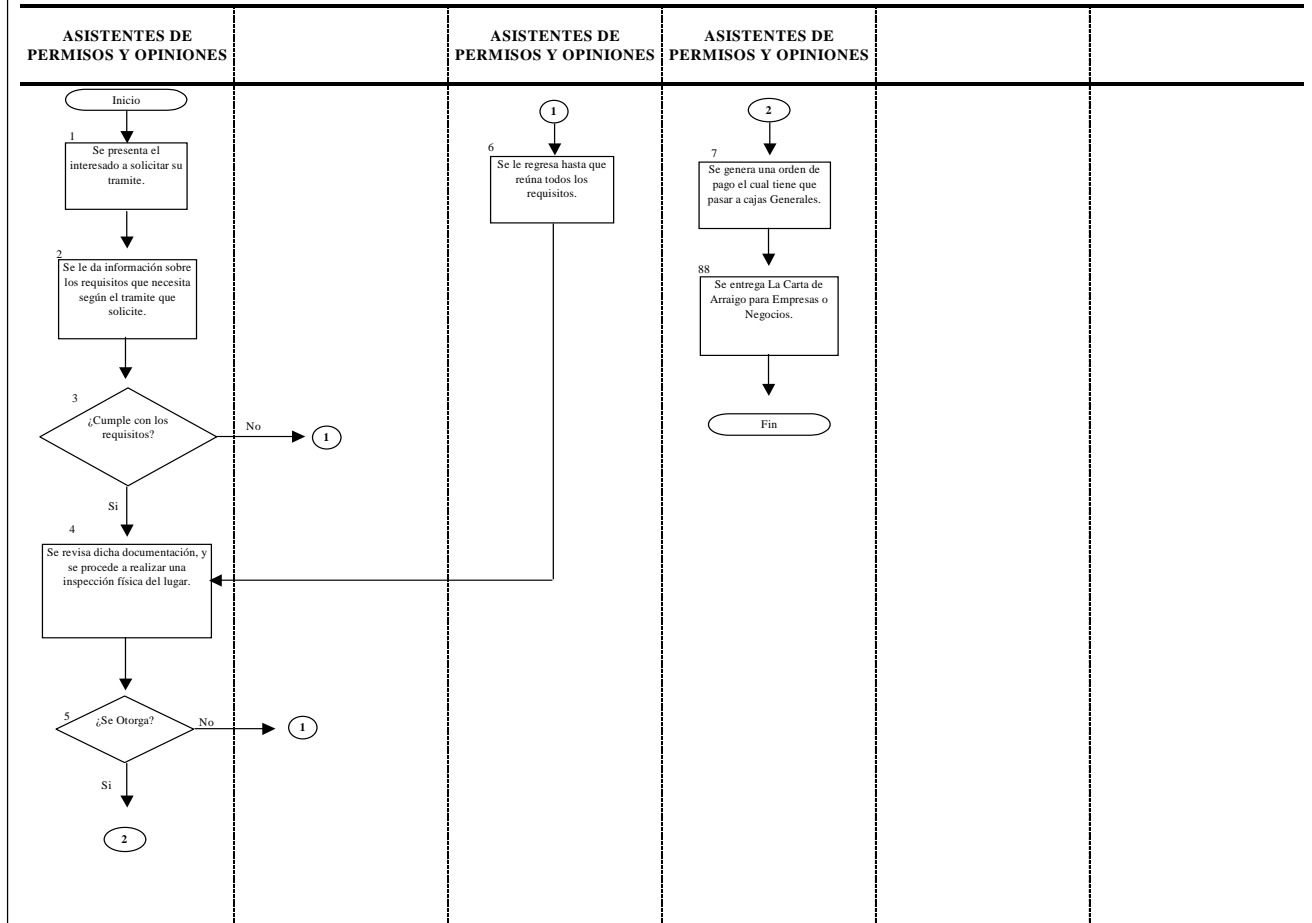 ASISTENTES DE
PERMISOS Y OPINIONES
ASISTENTES DE
PERMISOS Y OPINIONES
ASISTENTES DE
PERMISOS Y OPINIONES
Inicio
1
Se presenta el
interesado a solicitar su
tramite.
2
Se le da información sobre
los requisitos que necesita
según el tramite que
solicite.
3
¿Cumple con los
requisitos?
No
1
Si
4
Se revisa dicha documentación, y
se procede a realizar una
inspección física del lugar.
5
¿Se Otorga?
No
1
Si
2
1
6
Se le regresa hasta que
reúna todos los
requisitos.
2
7
Se genera una orden de
pago el cual tiene que
pasar a cajas Generales.
88
Se entrega La Carta de
Arraigo para Empresas o
Negocios.
Fin